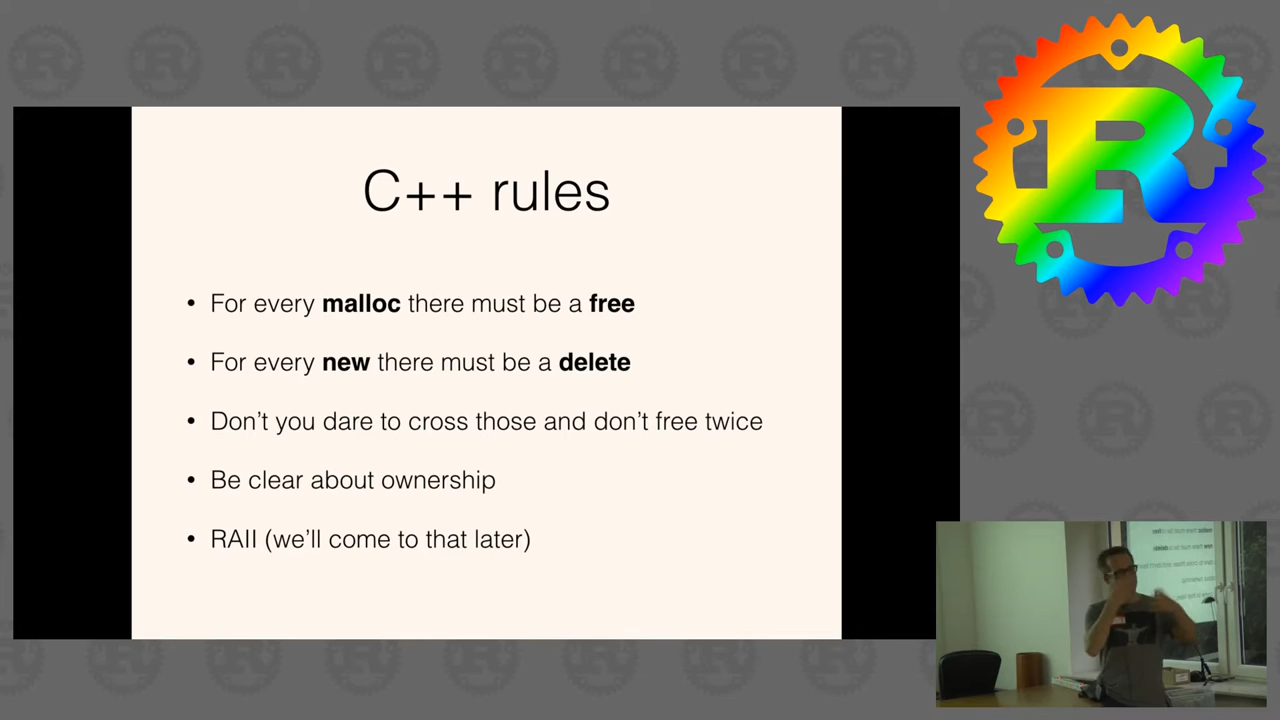 C++ rules
• For every malloc there must be a free
• For every new there must be a delete
• Don't you dare to cross those and don't free twice
• Be clear about ownership
• RAII (we'll come to that later)
R